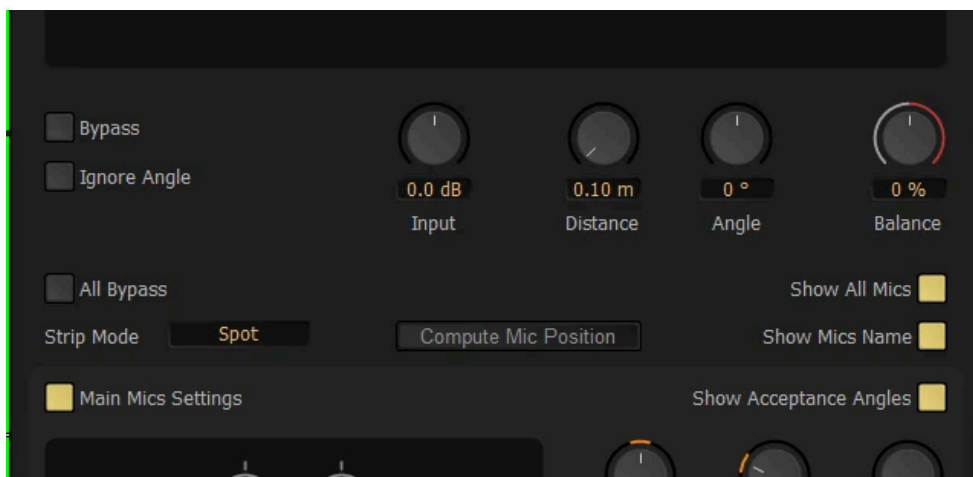 Bypass
Ignore Angle
0.0 dB
0.10 m
0 °
0 %
Input
Distance
Angle
Balance
All Bypass
Show All Mics
Strip Mode
Spot
Compute Mic Position
Show Mics Name
Main Mics Settings
Show Acceptance Angles